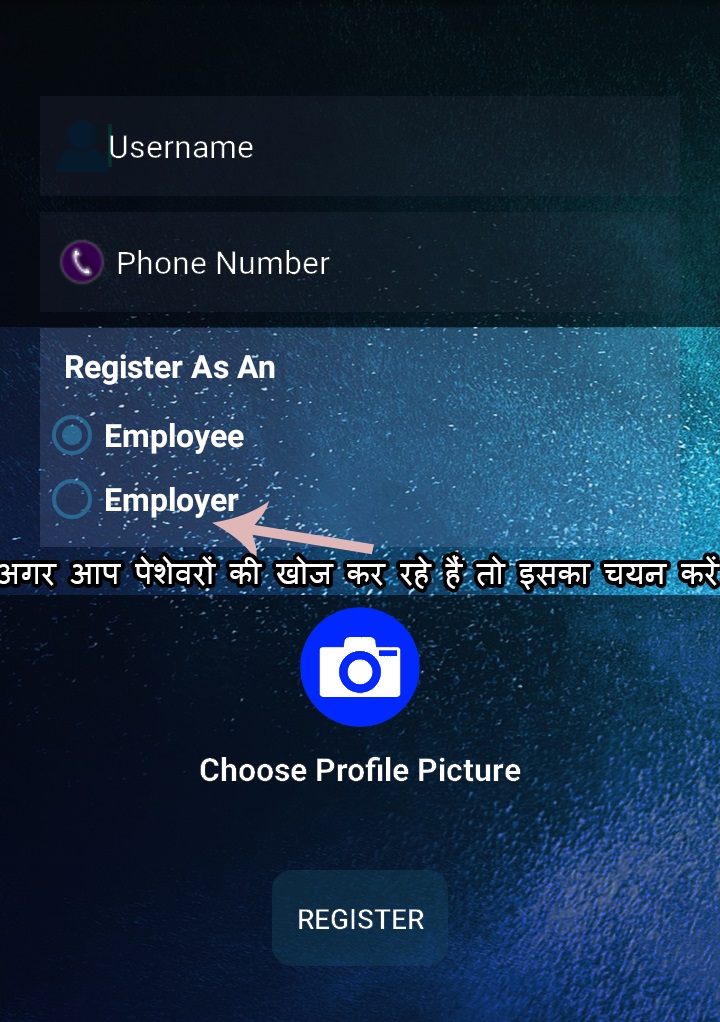 Username
Phone Number
Register As An
Employee
Employer
अगर आप पेशेवरों की खोज कर रहे हैं तो इसका चयन करें
Choose Profile Picture
REGISTER